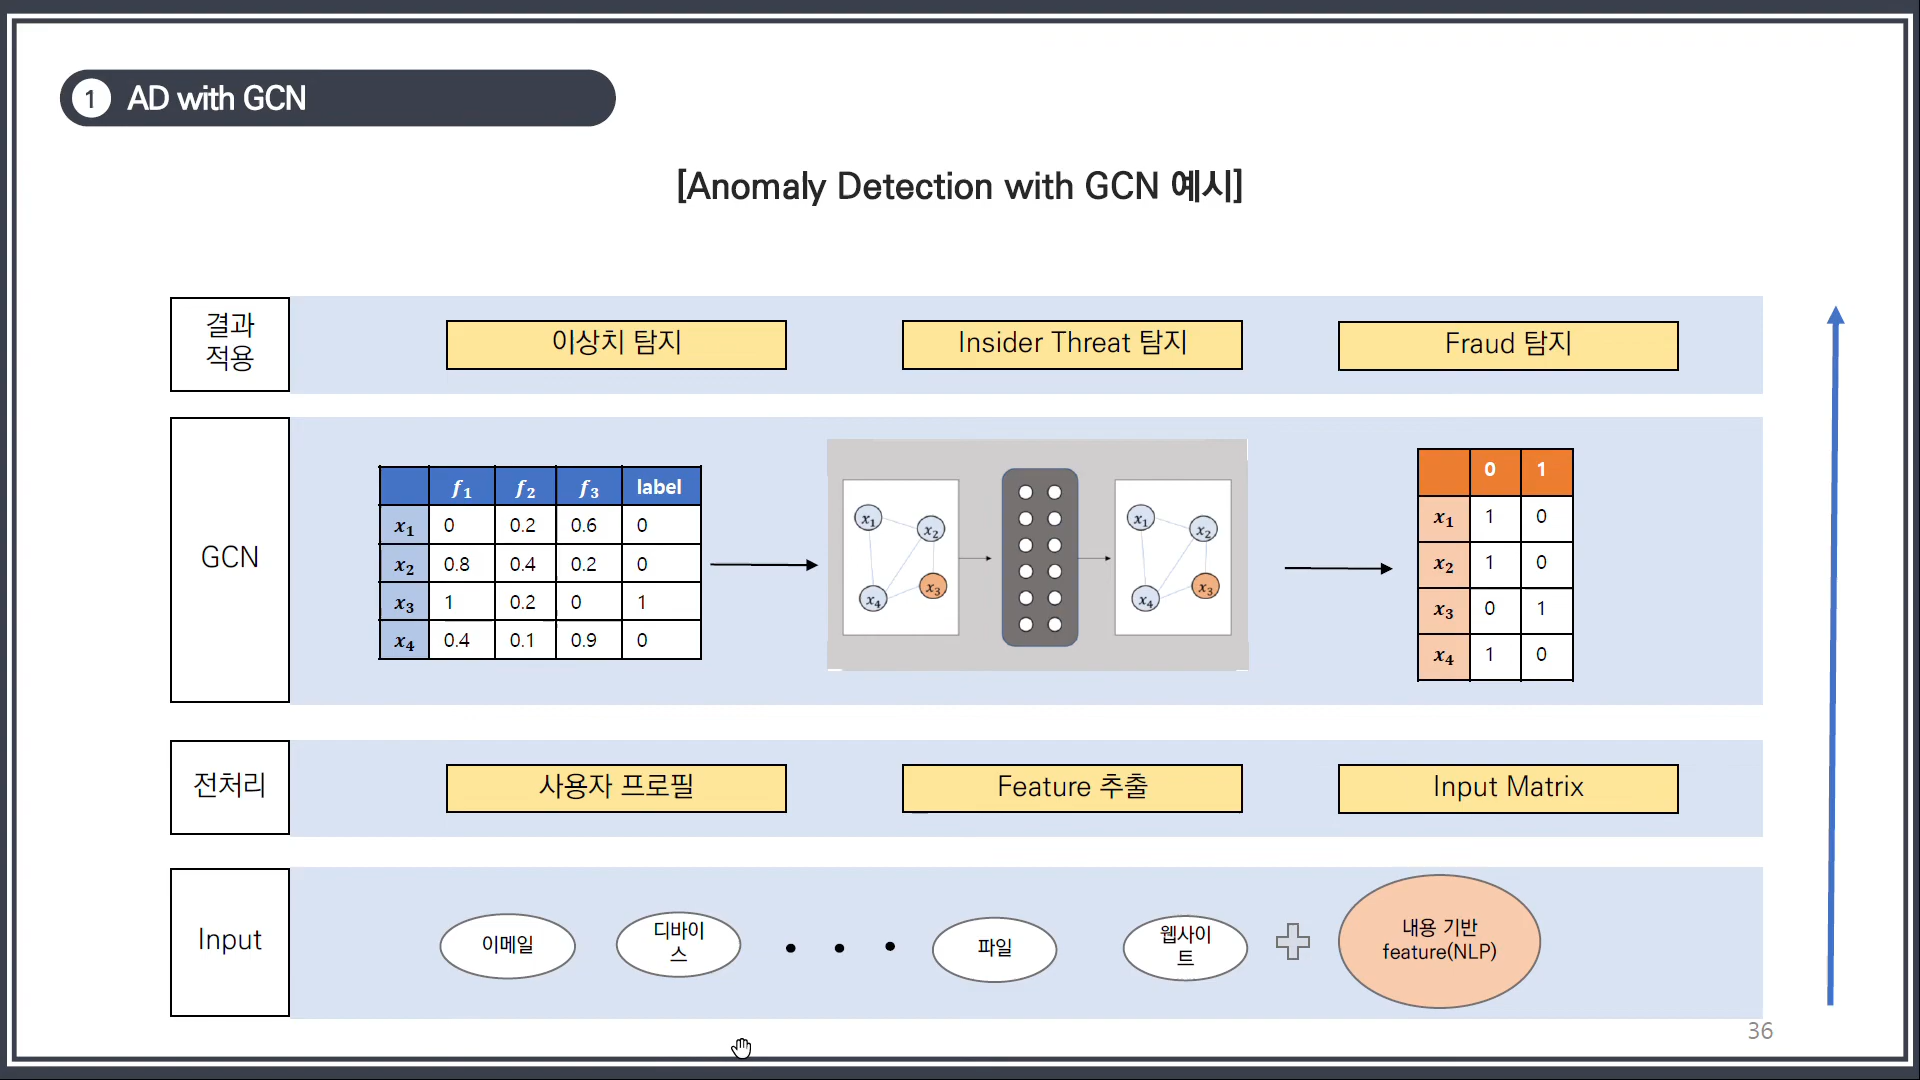 1 AD with GCN
[Anomaly Detection with GCN 예시]
결과
적용
이상치 탐지
Insider Threat 탐지
Fraud 탐지
GCN
f1 f2 f3 label
x1 0 0.2 0.6 0
x2 0.8 0.4 0.2 0
x3 1 0.2 0 1
x4 0.4 0.1 0.9 0
x1
x2
x4
x3
x1
x2
x4
x3
0 1
x1 1 0
x2 1 0
x3 0 1
x4 1 0
전처리
사용자 프로필
Feature 추출
Input Matrix
Input
이메일
디바이
스
파일
웹사이
트
내용 기반
feature(NLP)
36